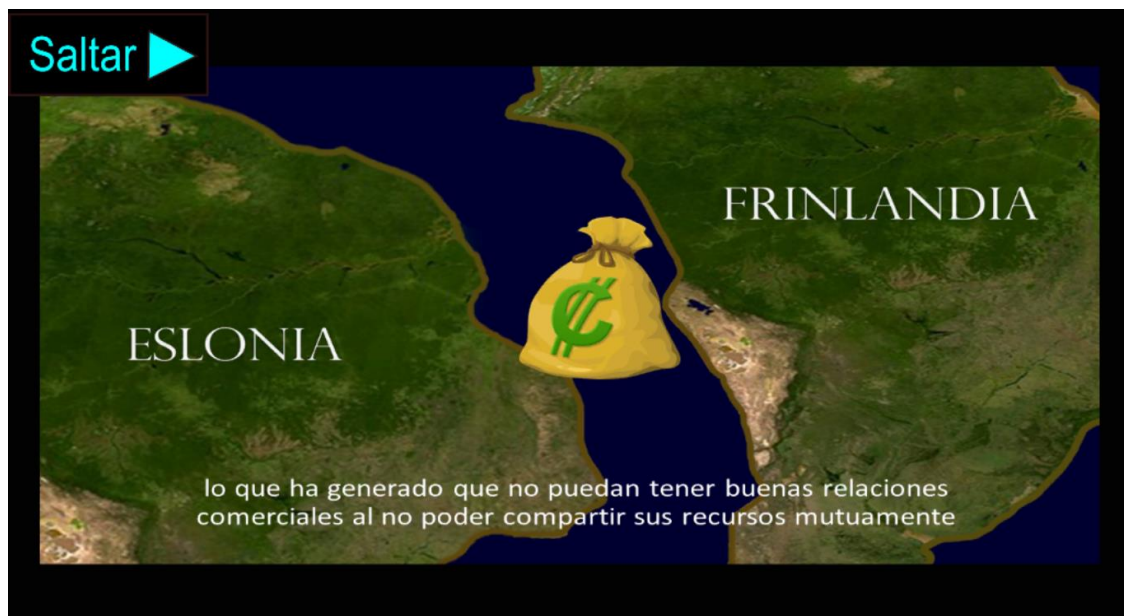 Saltar
FRINLANDIA
ESLONIA
₡
lo que ha generado que no puedan tener buenas relaciones
comerciales al no poder compartir sus recursos mutuamente